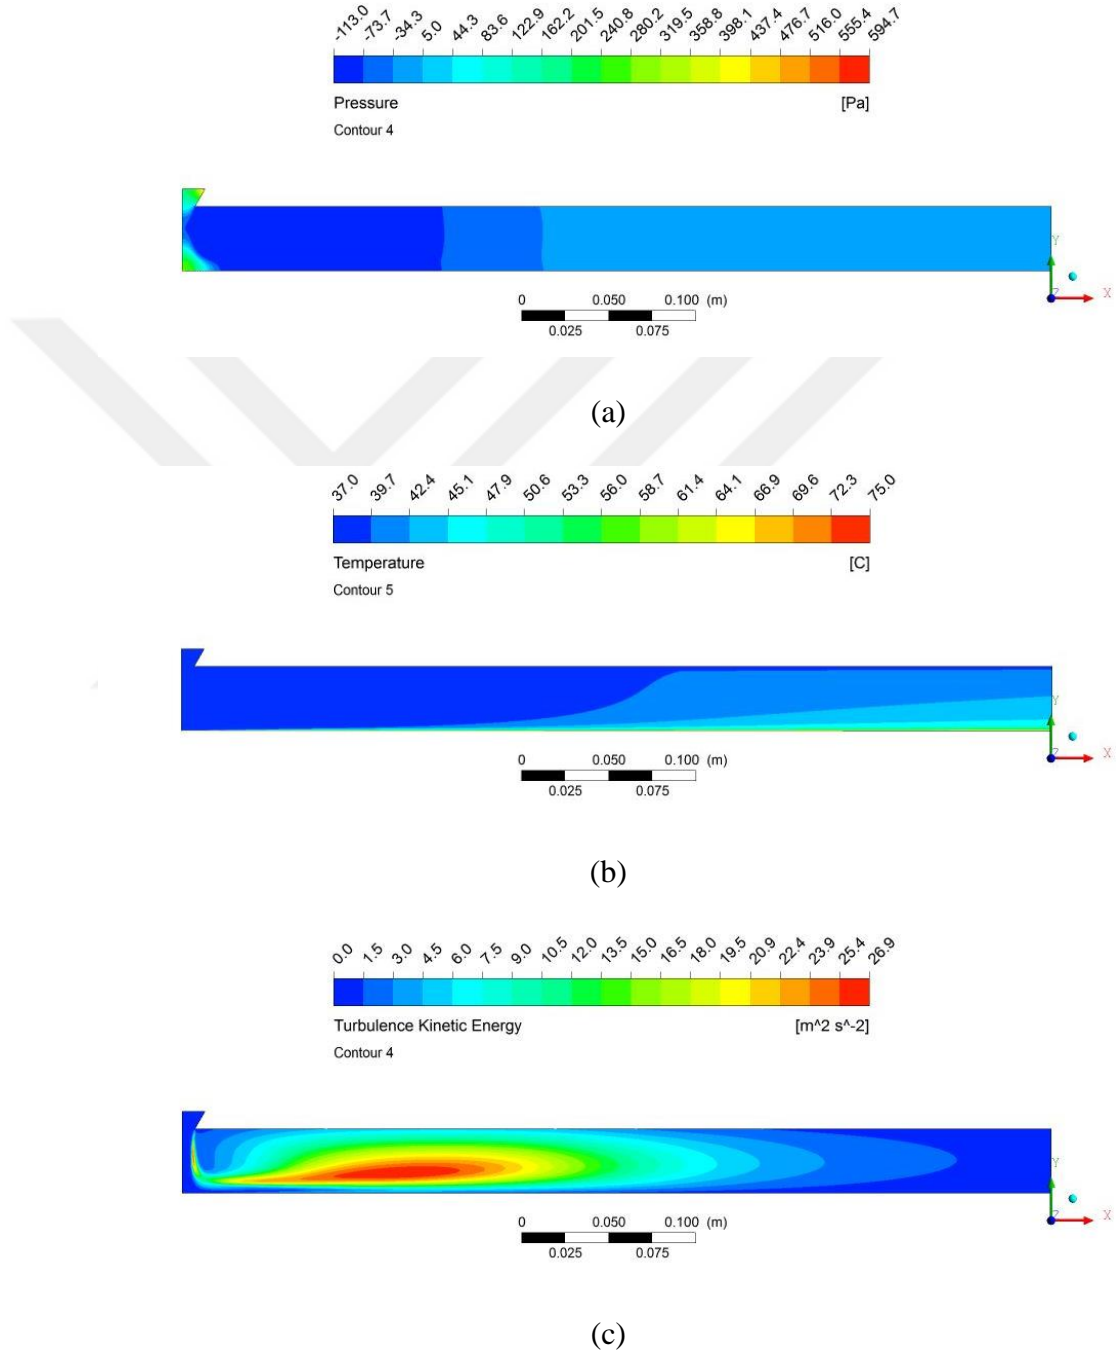 -113.0 -73.7 -34.3 5.0 44.3 83.6 122.9 162.2 201.5 240.8 280.2 319.5 358.8 398.1 437.4 476.7 516.0 555.4 594.7
Pressure [Pa]
Contour 4
Y
Z X
0 0.050 0.100 (m)
0.025 0.075
(a)
37.0 39.7 42.4 45.1 47.9 50.6 53.3 56.0 58.7 61.4 64.1 66.9 69.6 72.3 75.0
Temperature [C]
Contour 5
Y
Z X
0 0.050 0.100 (m)
0.025 0.075
(b)
0.0 1.5 3.0 4.5 6.0 7.5 9.0 10.5 12.0 13.5 15.0 16.5 18.0 19.5 20.9 22.4 23.9 25.4 26.9
Turbulence Kinetic Energy [m^2 s^-2]
Contour 4
Y
Z X
0 0.050 0.100 (m)
0.025 0.075
(c)